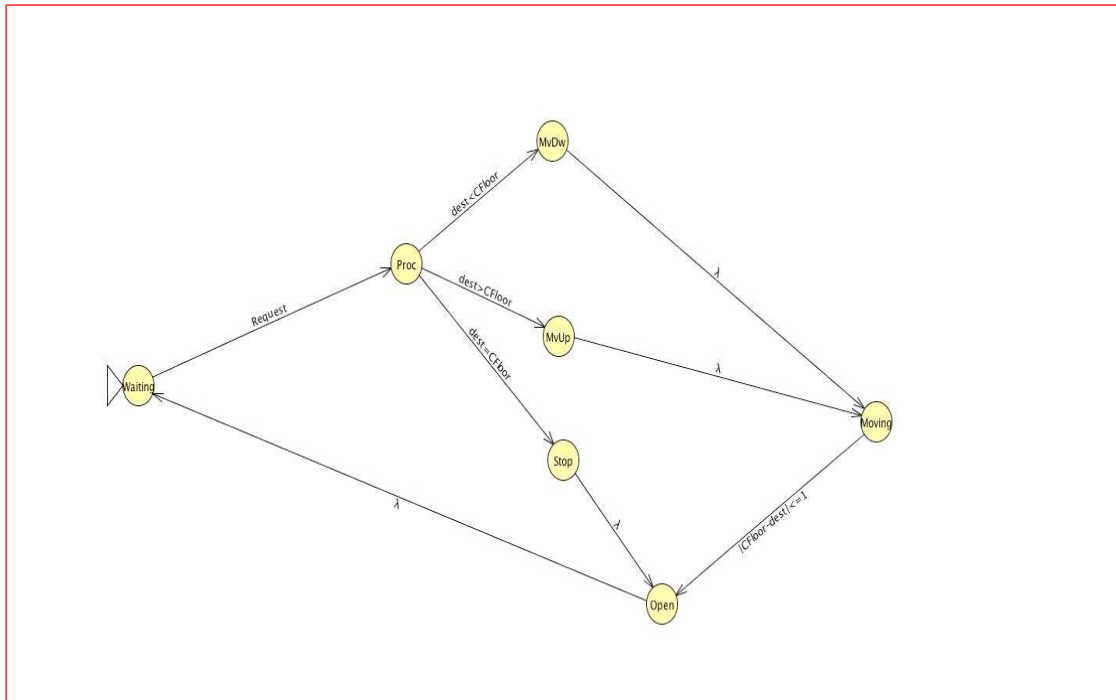 MvDw
dest<CFloor
Proc
λ
dest>CFloor
Request
MvUp
dest=CFloor
λ
Waiting
Moving
Stop
λ
λ
|CFloor-dest|<=1
Open